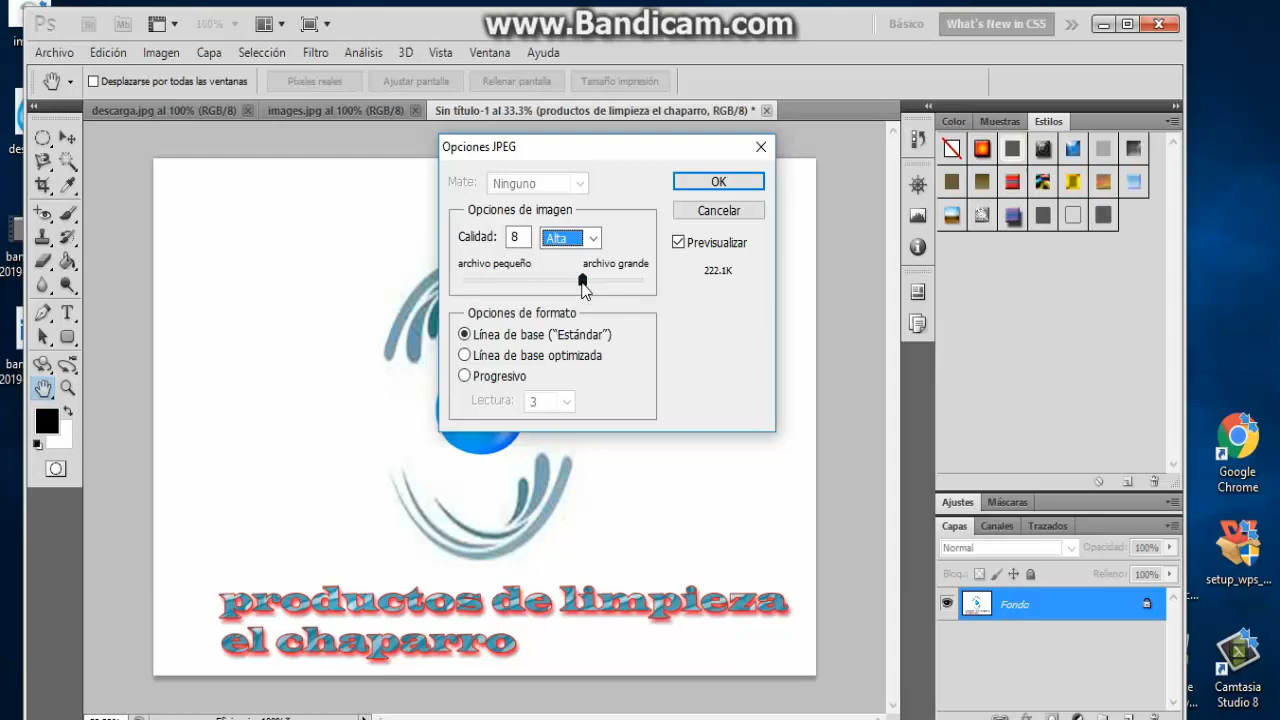 www.Bandicam.com
Ps
Br
Mb
100%
Básico
What's New in CS5
Archivo Edición Imagen Capa Selección Filtro Análisis 3D Vista Ventana Ayuda
Desplazarse por todas las ventanas
Píxeles reales
Ajustar pantalla
Rellenar pantalla
Tamaño impresión
descarga.jpg al 100% (RGB/8)
images.jpg al 100% (RGB/8)
Sin título-1 al 33.3% (productos de limpieza el chaparro, RGB/8) *
Opciones JPEG
Mate: Ninguno
OK
Cancelar
Previsualizar
222.1K
Opciones de imagen
Calidad: 8 Alta
archivo pequeño archivo grande
Opciones de formato
Línea de base ("Estándar")
Línea de base optimizada
Progresivo
Lectura: 3
productos de limpieza
el chaparro
Color Muestras Estilos
Ajustes Máscaras
Capas Canales Trazados
Normal Opacidad: 100%
Bloq.: Relleno: 100%
Fondo
Google
Chrome
setup_wps_...
Camtasia
Studio 8